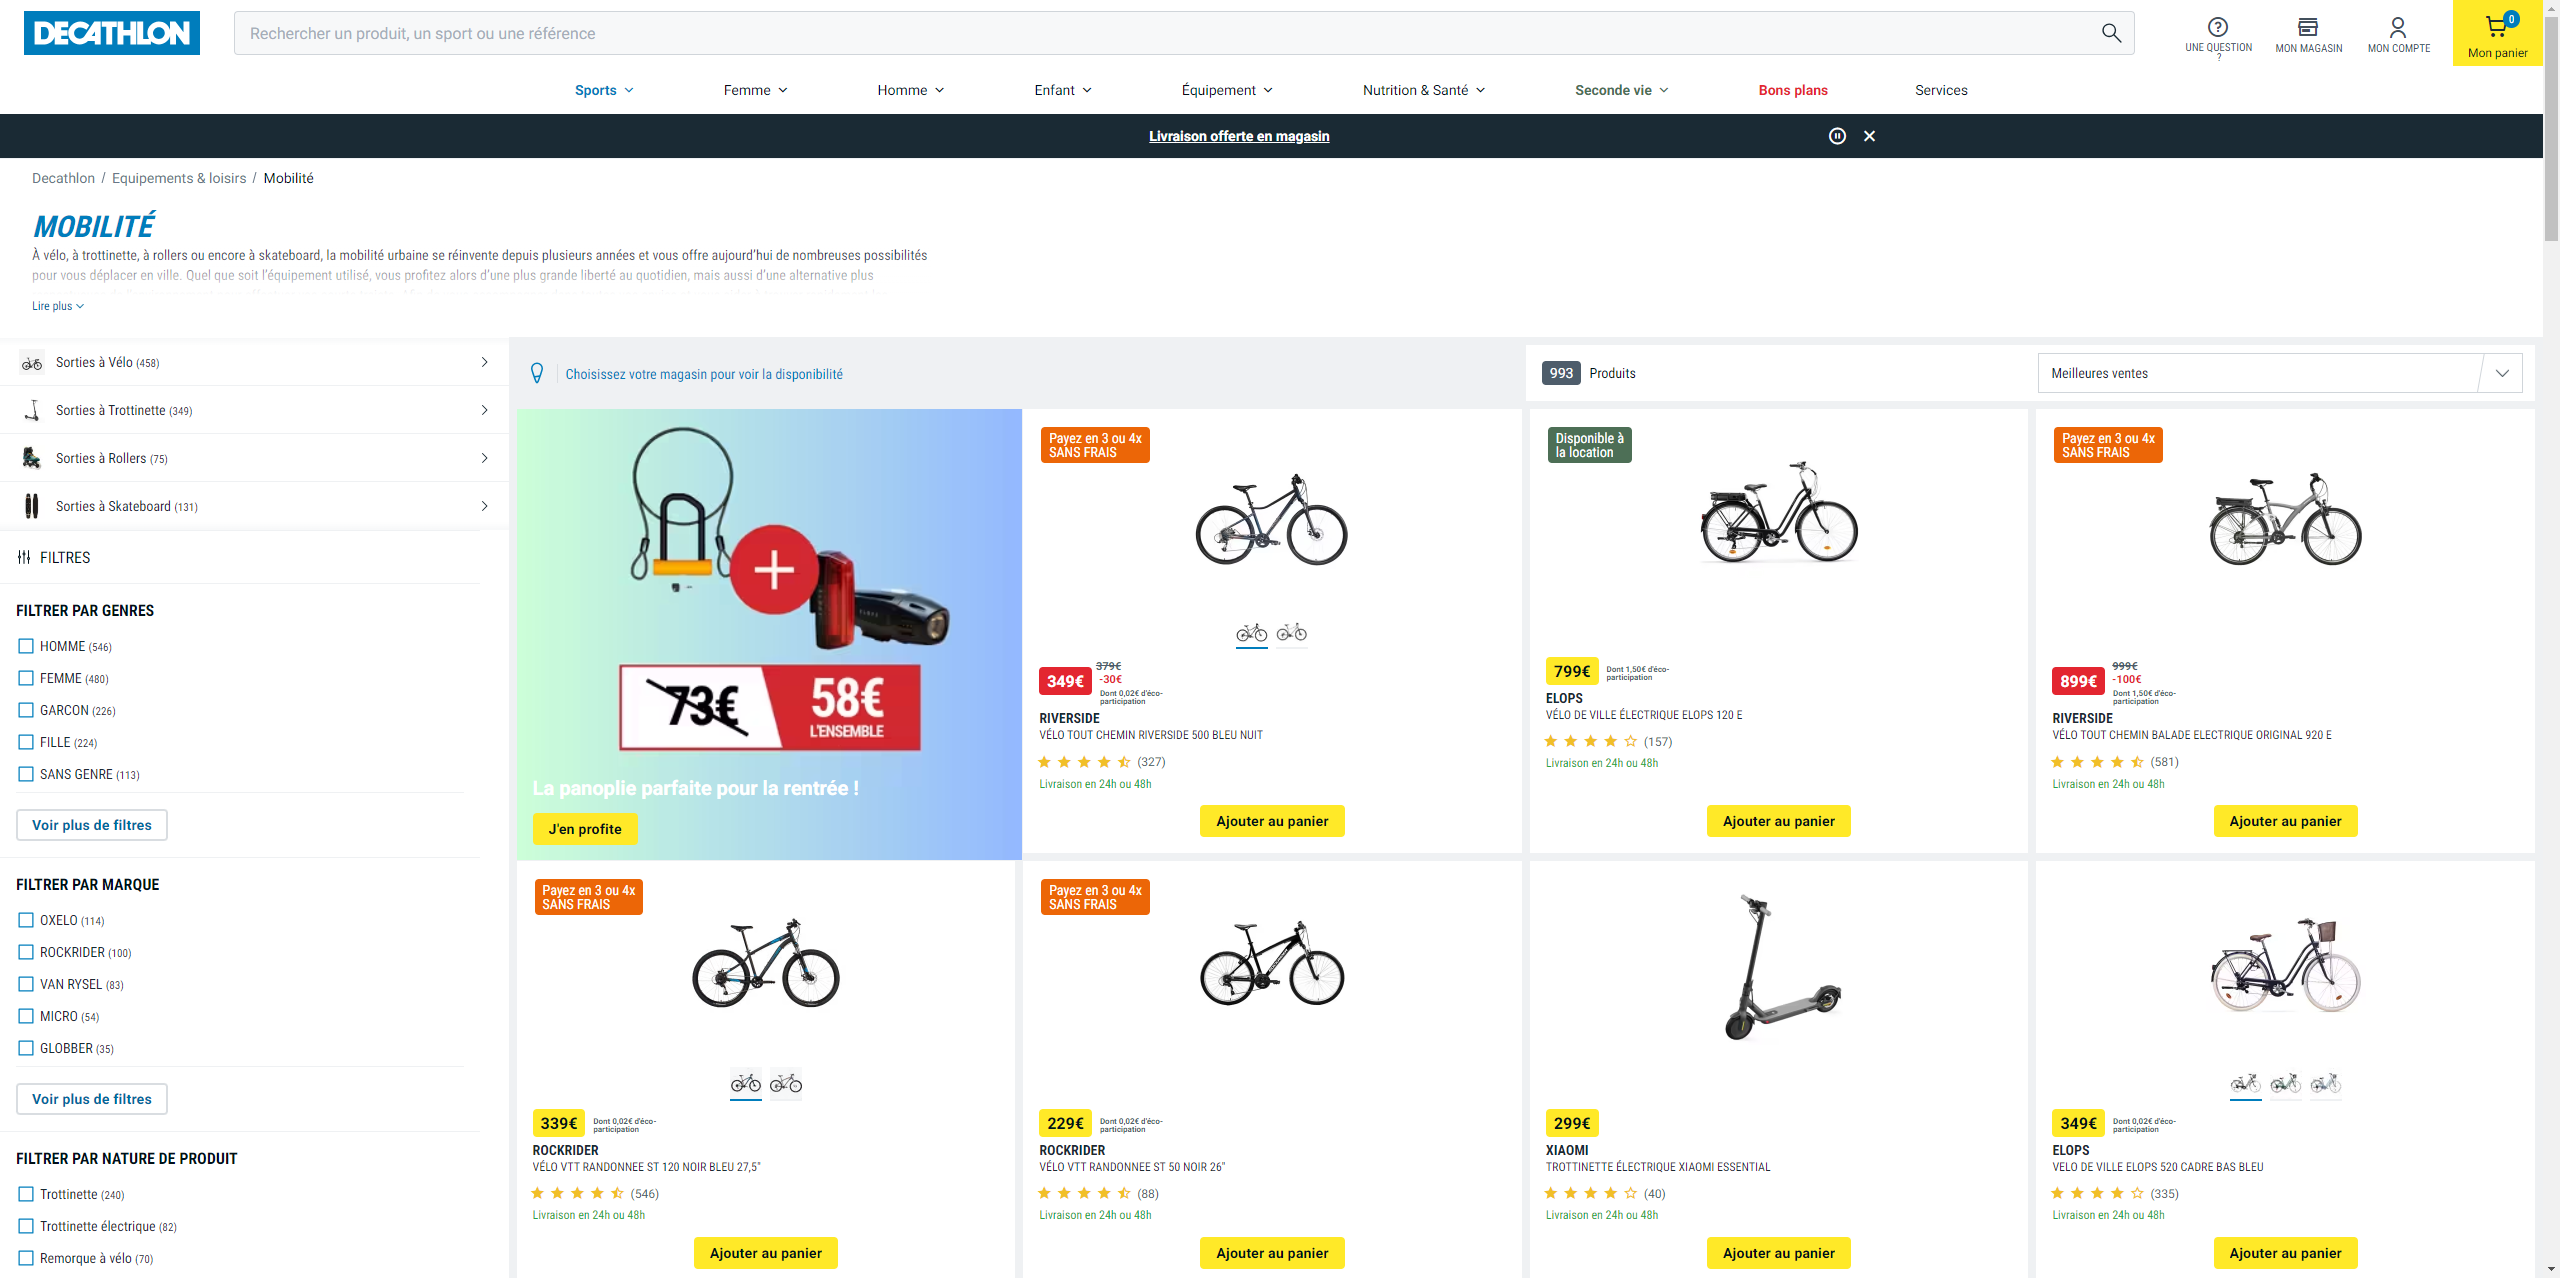 DECATHLON
Rechercher un produit, un sport ou une référence
UNE QUESTION
?
MON MAGASIN
MON COMPTE
0
Mon panier
Sports
Femme
Homme
Enfant
Équipement
Nutrition & Santé
Seconde vie
Bons plans
Services
Livraison offerte en magasin
Decathlon / Equipements & loisirs / Mobilité
MOBILITÉ
À vélo, à trottinette, à rollers ou encore à skateboard, la mobilité urbaine se réinvente depuis plusieurs années et vous offre aujourd'hui de nombreuses possibilités
pour vous déplacer en ville. Quel que soit l'équipement utilisé, vous profitez alors d'une plus grande liberté au quotidien, mais aussi d'une alternative plus
Lire plus
Sorties à Vélo (458)
Sorties à Trottinette (349)
Sorties à Rollers (75)
Sorties à Skateboard (131)
FILTRES
FILTRER PAR GENRES
HOMME (546)
FEMME (480)
GARCON (226)
FILLE (224)
SANS GENRE (113)
Voir plus de filtres
FILTRER PAR MARQUE
OXELO (114)
ROCKRIDER (100)
VAN RYSEL (83)
MICRO (54)
GLOBBER (35)
Voir plus de filtres
FILTRER PAR NATURE DE PRODUIT
Trottinette (240)
Trottinette électrique (82)
Remorque à vélo (70)
Choisissez votre magasin pour voir la disponibilité
993 Produits
Meilleures ventes
73€
58€
L'ENSEMBLE
La panoplie parfaite pour la rentrée !
J'en profite
Payez en 3 ou 4x
SANS FRAIS
349€
379€
-30€
Dont 0,02€ d'éco-
participation
RIVERSIDE
VÉLO TOUT CHEMIN RIVERSIDE 500 BLEU NUIT
(327)
Livraison en 24h ou 48h
Ajouter au panier
Disponible à
la location
799€
Dont 1,50€ d'éco-
participation
ELOPS
VÉLO DE VILLE ÉLECTRIQUE ELOPS 120 E
(157)
Livraison en 24h ou 48h
Ajouter au panier
Payez en 3 ou 4x
SANS FRAIS
899€
999€
-100€
Dont 1,50€ d'éco-
participation
RIVERSIDE
VÉLO TOUT CHEMIN BALADE ELECTRIQUE ORIGINAL 920 E
(581)
Livraison en 24h ou 48h
Ajouter au panier
Payez en 3 ou 4x
SANS FRAIS
339€
Dont 0,02€ d'éco-
participation
ROCKRIDER
VÉLO VTT RANDONNEE ST 120 NOIR BLEU 27,5"
(546)
Livraison en 24h ou 48h
Ajouter au panier
Payez en 3 ou 4x
SANS FRAIS
229€
Dont 0,02€ d'éco-
participation
ROCKRIDER
VÉLO VTT RANDONNEE ST 50 NOIR 26"
(88)
Livraison en 24h ou 48h
Ajouter au panier
299€
XIAOMI
TROTTINETTE ÉLECTRIQUE XIAOMI ESSENTIAL
(40)
Livraison en 24h ou 48h
Ajouter au panier
349€
Dont 0,02€ d'éco-
participation
ELOPS
VELO DE VILLE ELOPS 520 CADRE BAS BLEU
(335)
Livraison en 24h ou 48h
Ajouter au panier